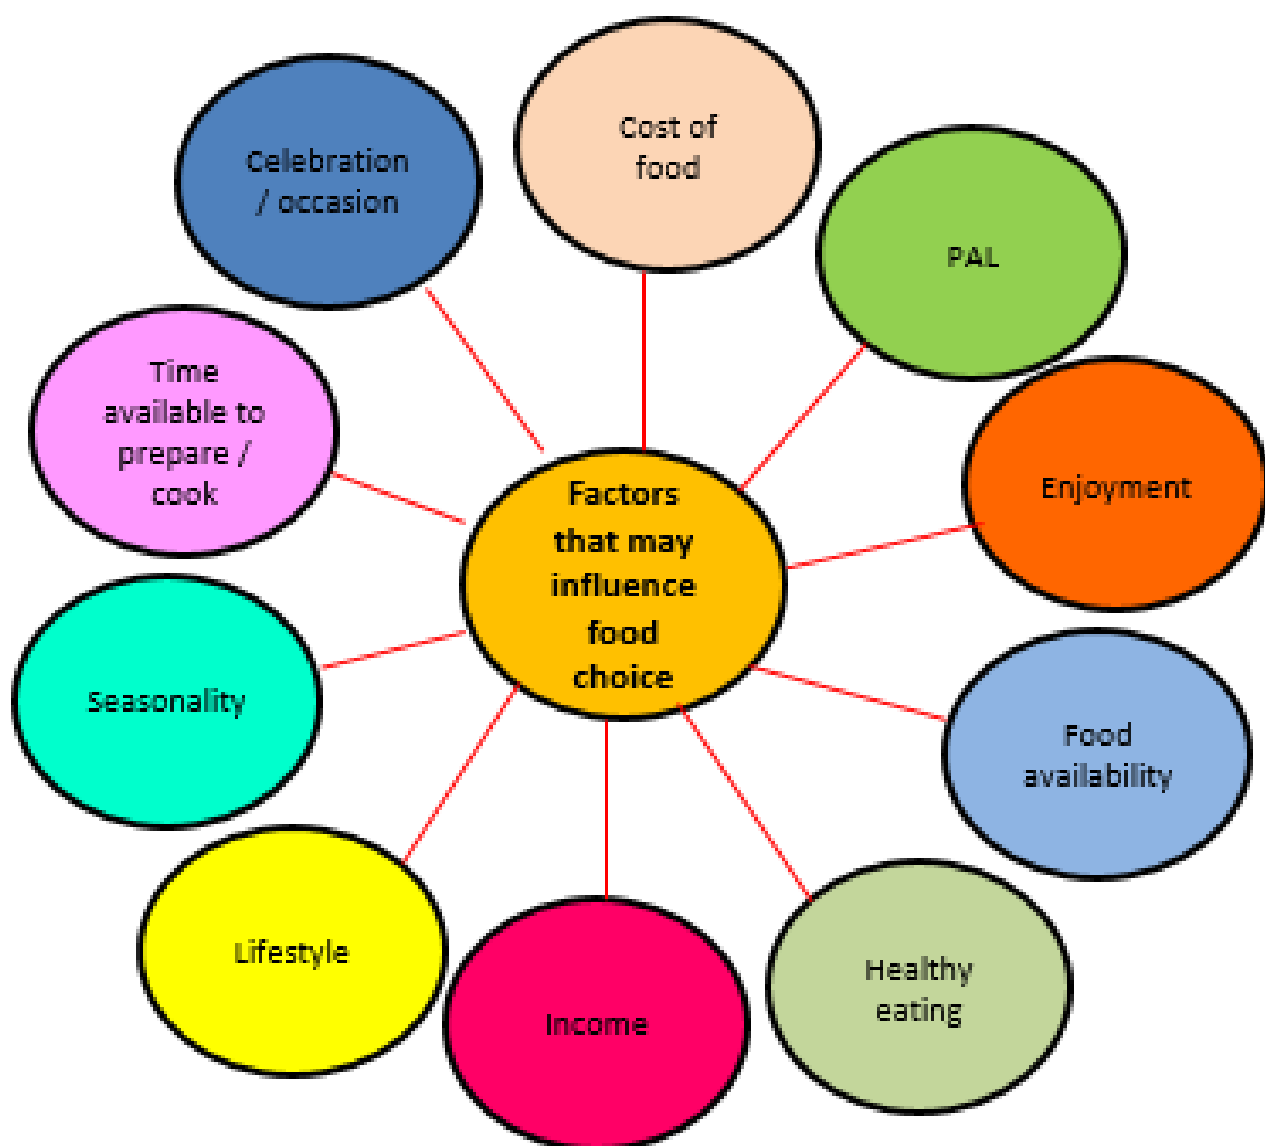 Cost of
food
Celebration
/ occasion
PAL
Time
available to
prepare /
cook
Enjoyment
Factors
that may
influence
food
choice
Seasonality
Food
availability
Lifestyle
Healthy
eating
Income